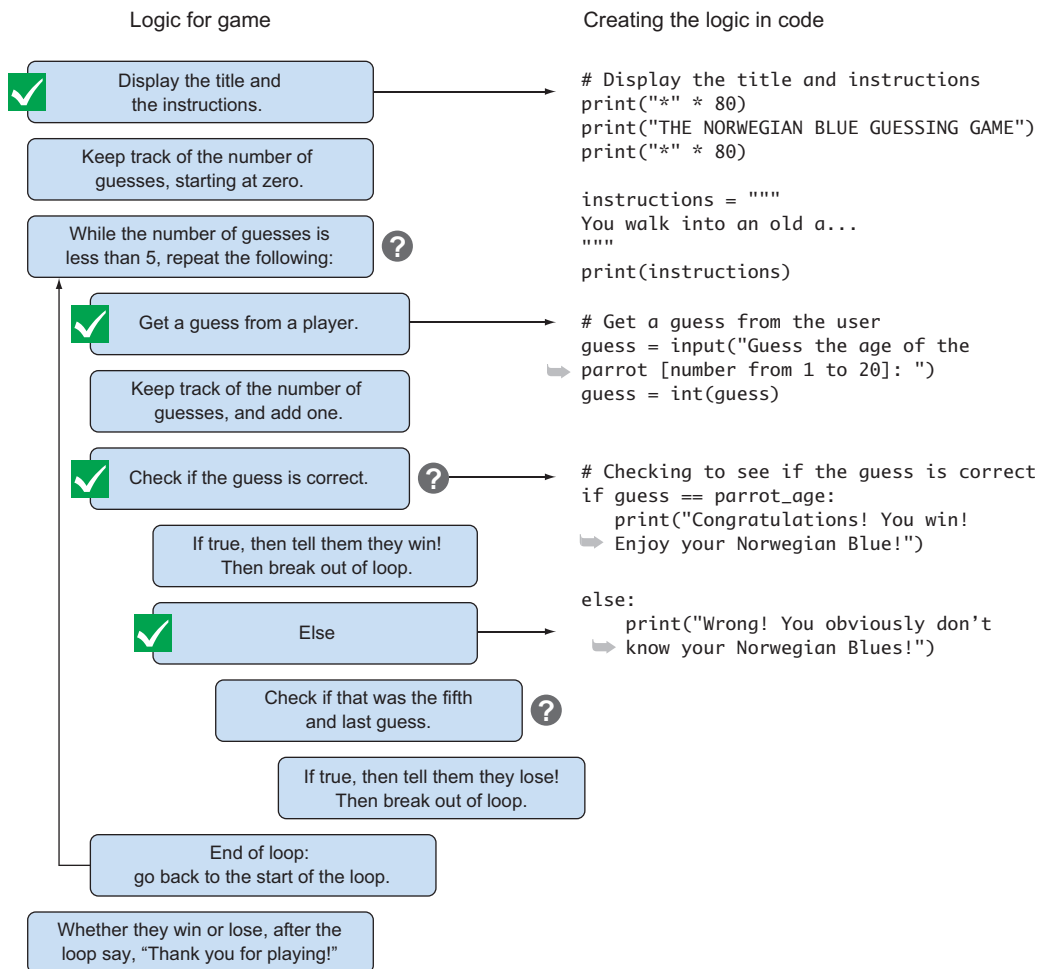 Logic for game
Creating the logic in code
Display the title and
the instructions.
Keep track of the number of
guesses, starting at zero.
While the number of guesses is
less than 5, repeat the following:
?
Get a guess from a player.
Keep track of the number of
guesses, and add one.
Check if the guess is correct.
?
If true, then tell them they win!
Then break out of loop.
Else
Check if that was the fifth
and last guess.
?
If true, then tell them they lose!
Then break out of loop.
End of loop:
go back to the start of the loop.
Whether they win or lose, after the
loop say, “Thank you for playing!”
# Display the title and instructions
print("*" * 80)
print("THE NORWEGIAN BLUE GUESSING GAME")
print("*" * 80)
instructions = """
You walk into an old a...
"""
print(instructions)
# Get a guess from the user
guess = input("Guess the age of the
parrot [number from 1 to 20]: ")
guess = int(guess)
# Checking to see if the guess is correct
if guess == parrot_age:
print("Congratulations! You win!
Enjoy your Norwegian Blue!")
else:
print("Wrong! You obviously don’t
know your Norwegian Blues!")